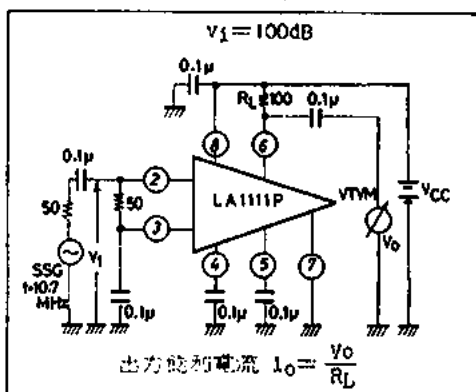 vi=100dB
0.1μ
RL 100
0.1μ
8
6
0.1μ
50
2
50
3
LA1111P
VTVM
VCC
Vo
SSG
f=10.7
MHz
Vi
4
5
7
0.1μ
0.1μ
0.1μ
出力飽和電流 io=Vo/RL